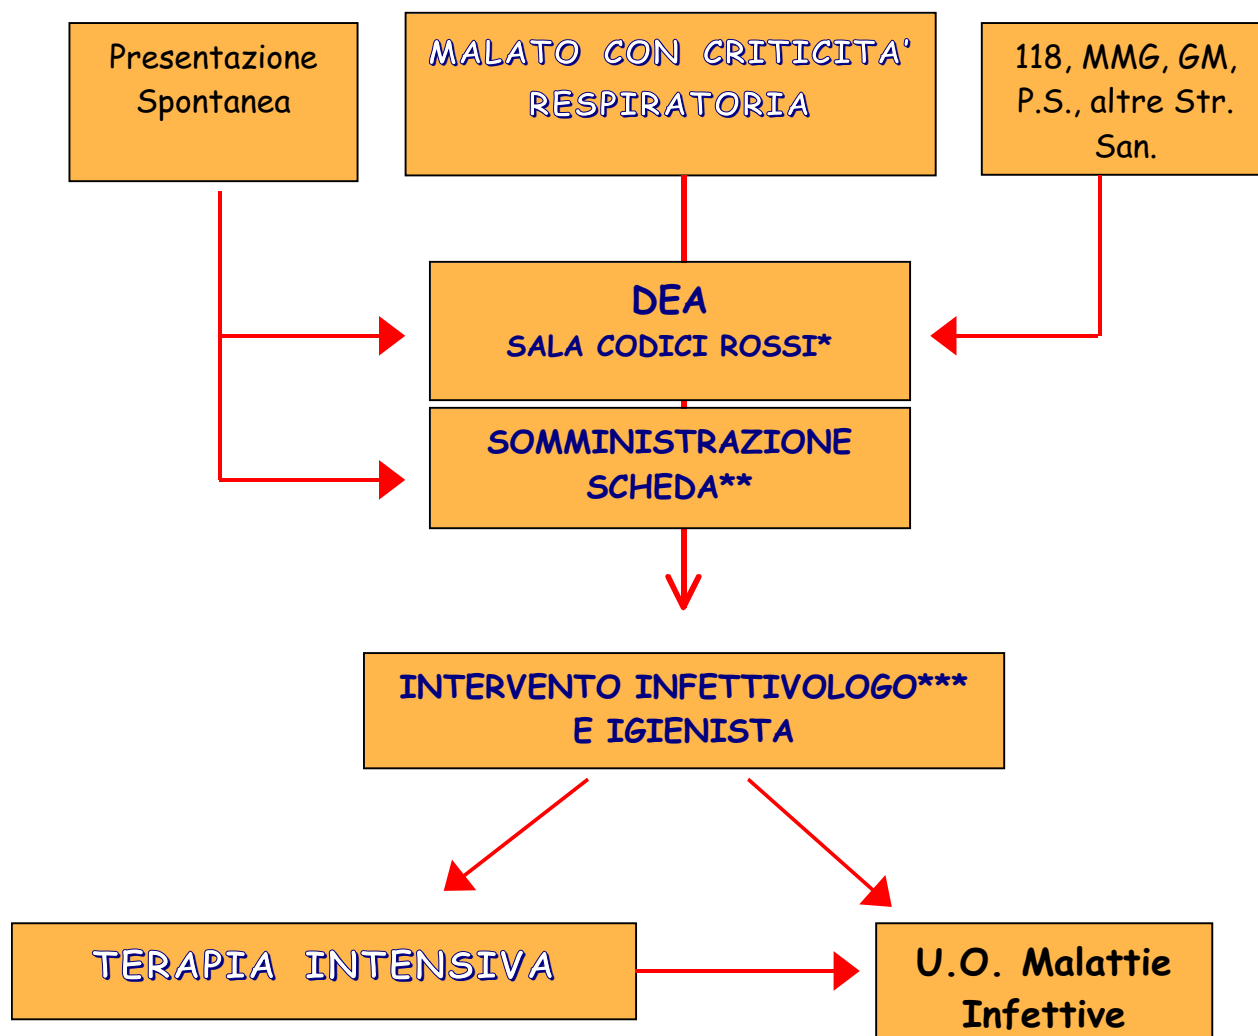 Presentazione
Spontanea
MALATO CON CRITICITA'
RESPIRATORIA
118, MMG, GM,
P.S., altre Str.
San.
DEA
SALA CODICI ROSSI*
SOMMINISTRAZIONE
SCHEDA**
INTERVENTO INFETTIVOLOGO***
E IGIENISTA
TERAPIA INTENSIVA
U.O. Malattie
Infettive